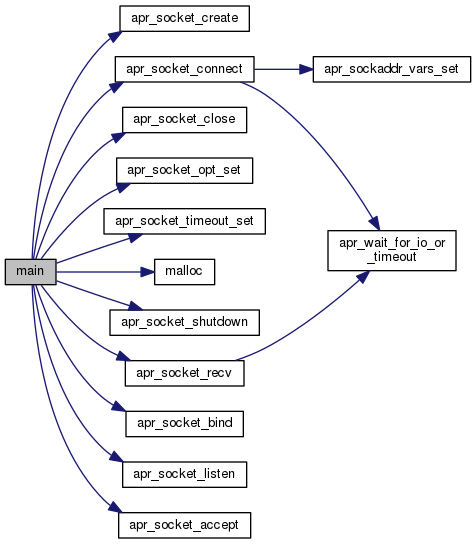 apr_socket_create
apr_socket_connect
apr_sockaddr_vars_set
apr_socket_close
apr_socket_opt_set
apr_socket_timeout_set
apr_wait_for_io_or
_timeout
main
malloc
apr_socket_shutdown
apr_socket_recv
apr_socket_bind
apr_socket_listen
apr_socket_accept